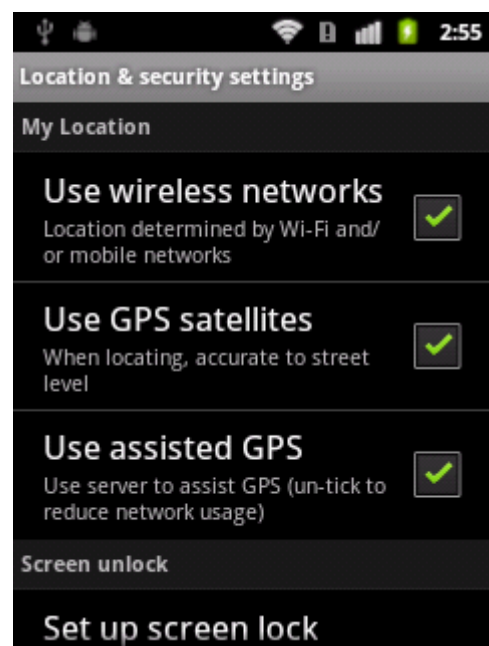 2:55
Location & security settings
My Location
Use wireless networks
Location determined by Wi-Fi and/
or mobile networks
Use GPS satellites
When locating, accurate to street
level
Use assisted GPS
Use server to assist GPS (un-tick to
reduce network usage)
Screen unlock
Set up screen lock